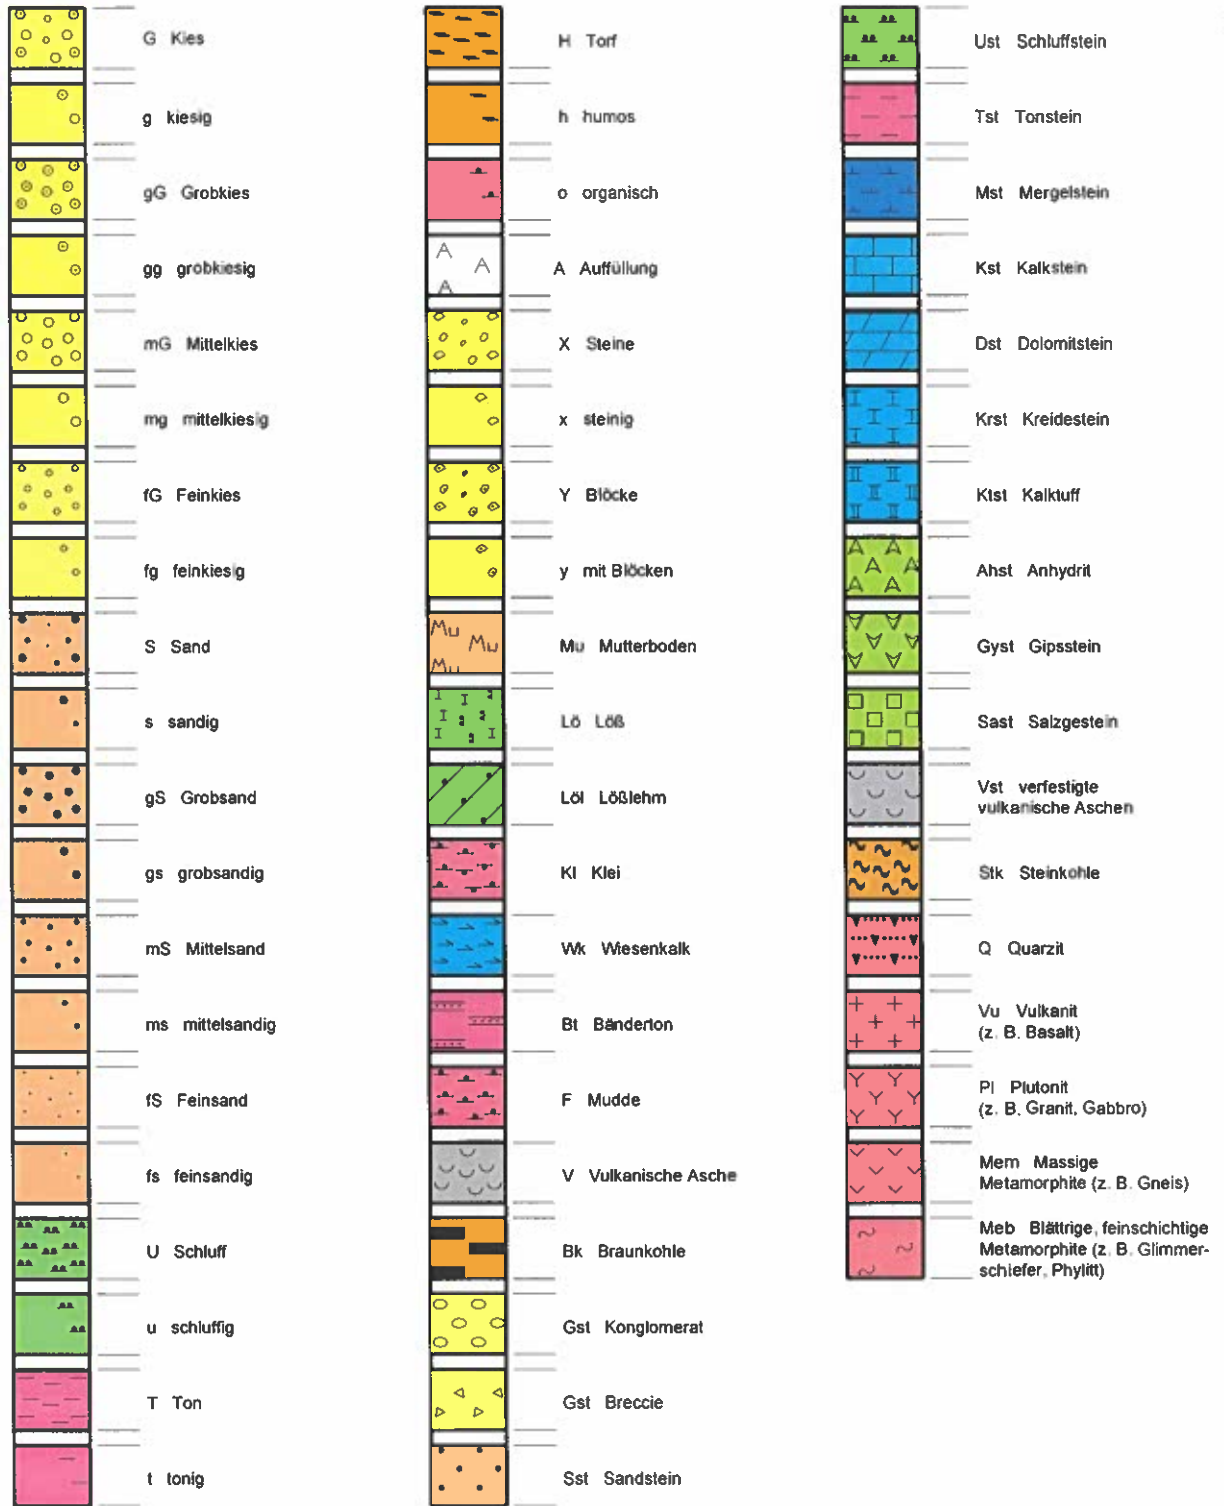 G Kies
g kiesig
gG Grobkies
gg grobkiesig
mG Mittelkies
mg mittelkiesig
fG Feinkies
fg feinkiesig
S Sand
s sandig
gS Grobsand
gs grobsandig
mS Mittelsand
ms mittelsandig
fS Feinsand
fs feinsandig
U Schluff
u schluffig
T Ton
t tonig
H Torf
h humos
o organisch
A Auffüllung
X Steine
x steinig
Y Blöcke
y mit Blöcken
Mu Mutterboden
Lö Löß
Löl Lößlehm
Kl Klei
Wk Wiesenkalk
Bt Bänderton
F Mudde
V Vulkanische Asche
Bk Braunkohle
Gst Konglomerat
Gst Breccie
Sst Sandstein
Ust Schluffstein
Tst Tonstein
Mst Mergelstein
Kst Kalkstein
Dst Dolomitstein
Krst Kreidestein
Ktst Kalktuff
Ahst Anhydrit
Gyst Gipsstein
Sast Salzgestein
Vst verfestigte
vulkanische Aschen
Stk Steinkohle
Q Quarzit
Vu Vulkanit
(z. B. Basalt)
Pl Plutonit
(z. B. Granit, Gabbro)
Mem Massige
Metamorphite (z. B. Gneis)
Meb Blättrige, feinschichtige
Metamorphite (z. B. Glimmer-
schiefer, Phylitt)